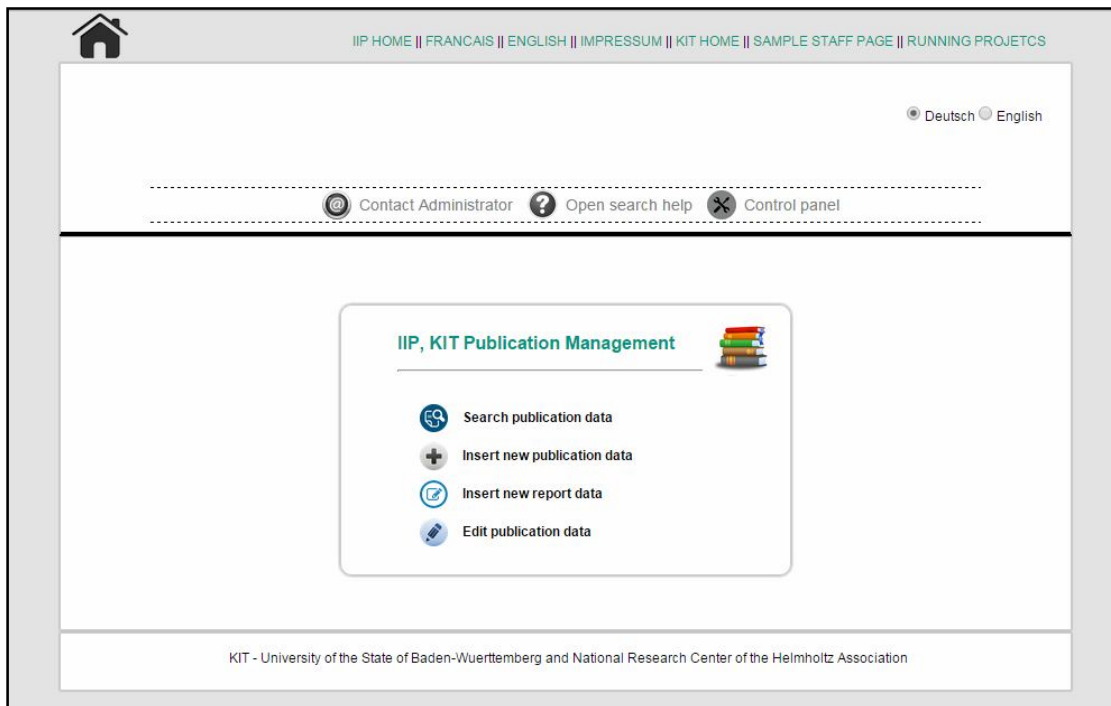 IIP HOME || FRANCAIS || ENGLISH || IMPRESSUM || KIT HOME || SAMPLE STAFF PAGE || RUNNING PROJETCS
Deutsch English
@ Contact Administrator ? Open search help Control panel
IIP, KIT Publication Management
Search publication data
Insert new publication data
Insert new report data
Edit publication data
KIT - University of the State of Baden-Wuerttemberg and National Research Center of the Helmholtz Association